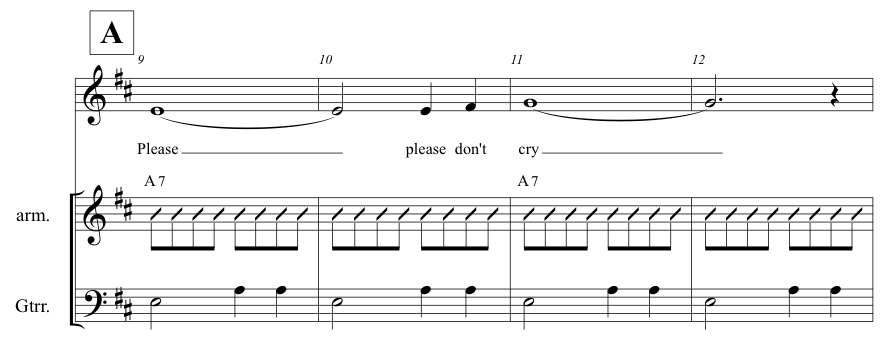 A
9 10 11 12
Please please don't cry
A 7 A 7
arm.
Gtrr.